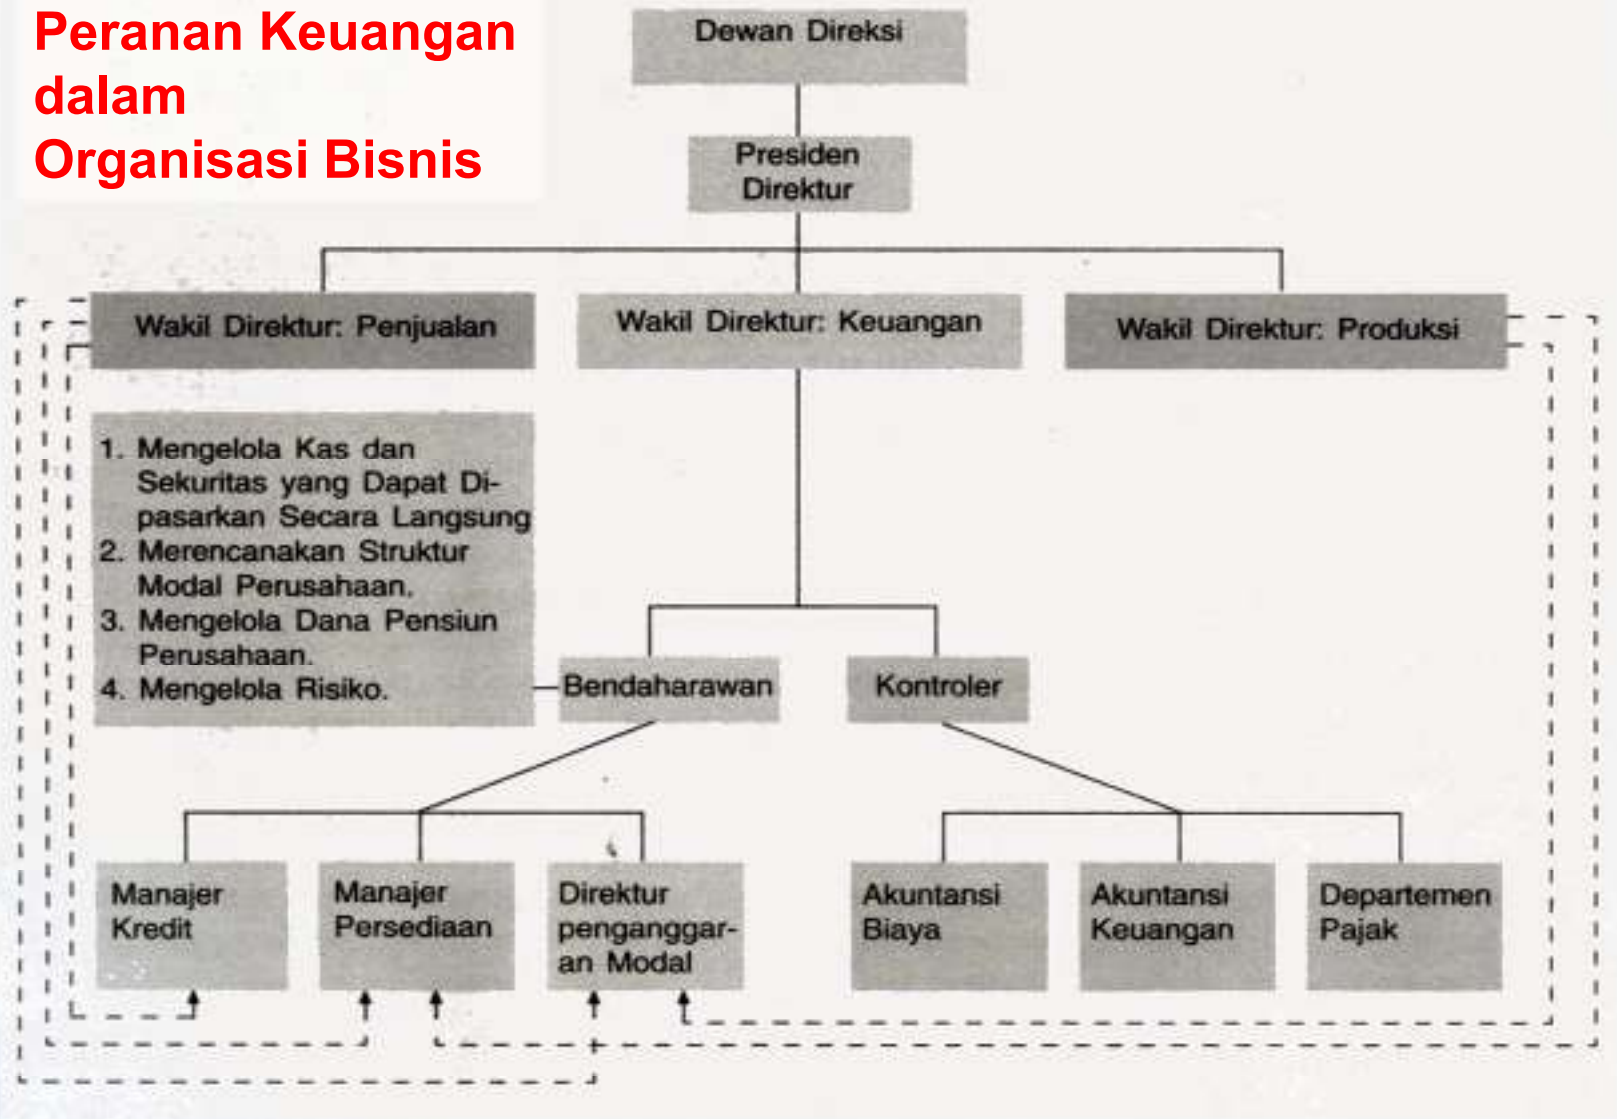 Peranan Keuangan
dalam
Organisasi Bisnis
Dewan Direksi
Presiden
Direktur
Wakil Direktur: Penjualan
Wakil Direktur: Keuangan
Wakil Direktur: Produksi
1. Mengelola Kas dan
Sekuritas yang Dapat Di-
pasarkan Secara Langsung
2. Merencanakan Struktur
Modal Perusahaan.
3. Mengelola Dana Pensiun
Perusahaan.
4. Mengelola Risiko.
Bendaharawan
Kontroler
Manajer
Kredit
Manajer
Persediaan
Direktur
penganggar-
an Modal
Akuntansi
Biaya
Akuntansi
Keuangan
Departemen
Pajak